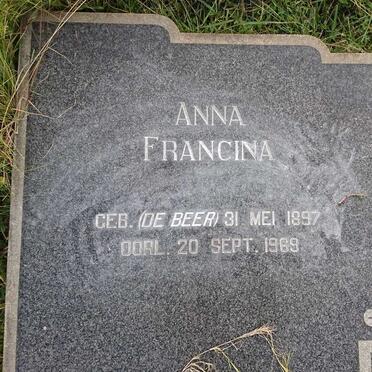 ANNA
FRANCINA
GEB. (DE BEER) 31 MEI 1897
OORL. 20 SEPT. 1969